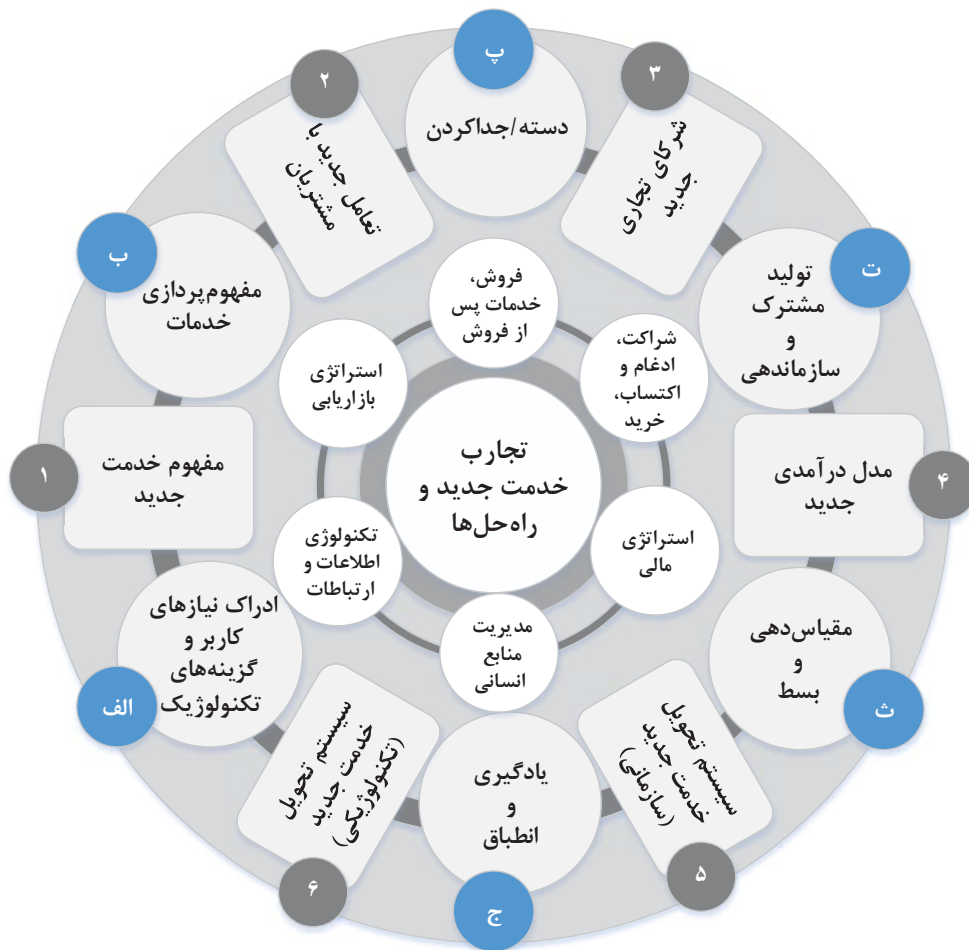 پ
دسته/جداکردن
۳
شرکای تجاری
جدید
ت
تولید
مشترک
و
سازماندهی
۴
مدل درآمدی
جدید
ث
مقیاس‌دهی
و
بسط
۵
سیستم تحویل
خدمت جدید
(سازمانی)
ج
یادگیری
و
انطباق
۶
سیستم تحویل
خدمت جدید
(تکنولوژیکی)
الف
ادراک نیازهای
کاربر و
گزینه‌های
تکنولوژیک
۱
مفهوم خدمت
جدید
ب
مفهوم‌پردازی
خدمات
۲
تعامل جدید با
مشتریان
فروش،
خدمات پس
از فروش
شراکت،
ادغام و
اکتساب،
خرید
استراتژی
مالی
مدیریت
منابع
انسانی
تکنولوژی
اطلاعات و
ارتباطات
استراتژی
بازاریابی
تجارب
خدمت جدید و
راه‌حل‌ها